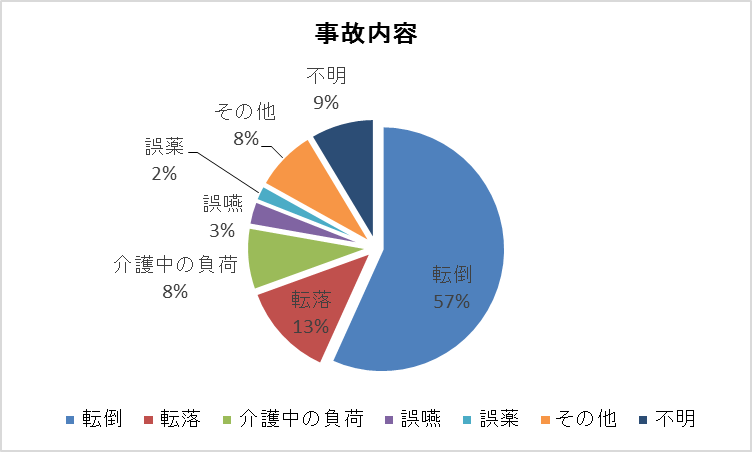 事故内容
不明
9%
その他
8%
誤薬
2%
誤嚥
3%
介護中の負荷
8%
転落
13%
転倒
57%
転倒 転落 介護中の負荷 誤嚥 誤薬 その他 不明